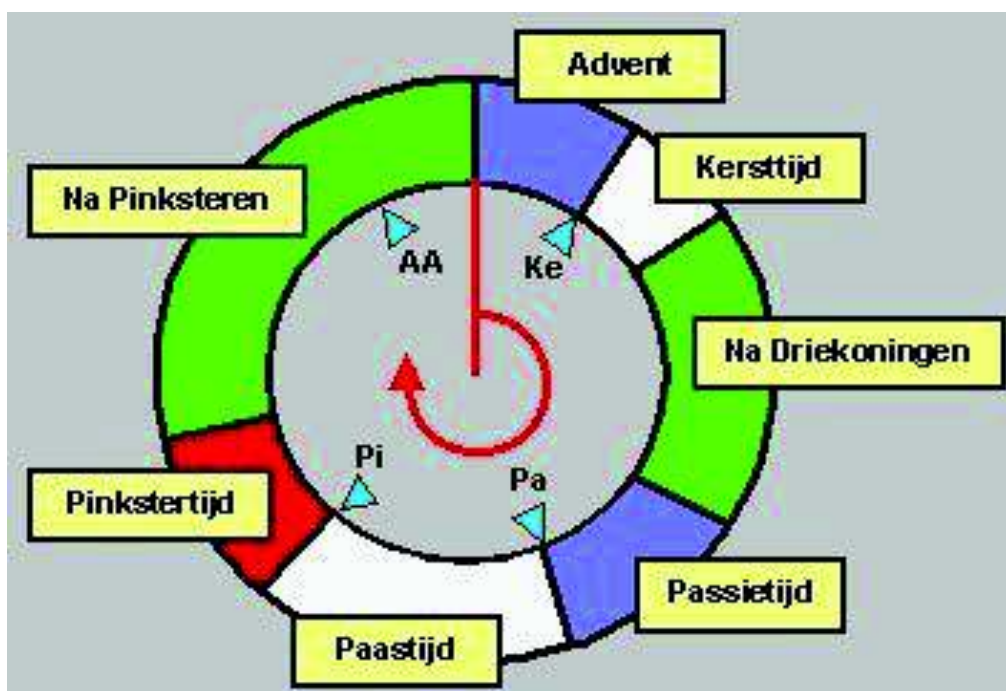 Advent
Kersttijd
Na Pinksteren
AA
Ke
Na Driekoningen
Pi
Pa
Pinkstertijd
Passietijd
Paastijd